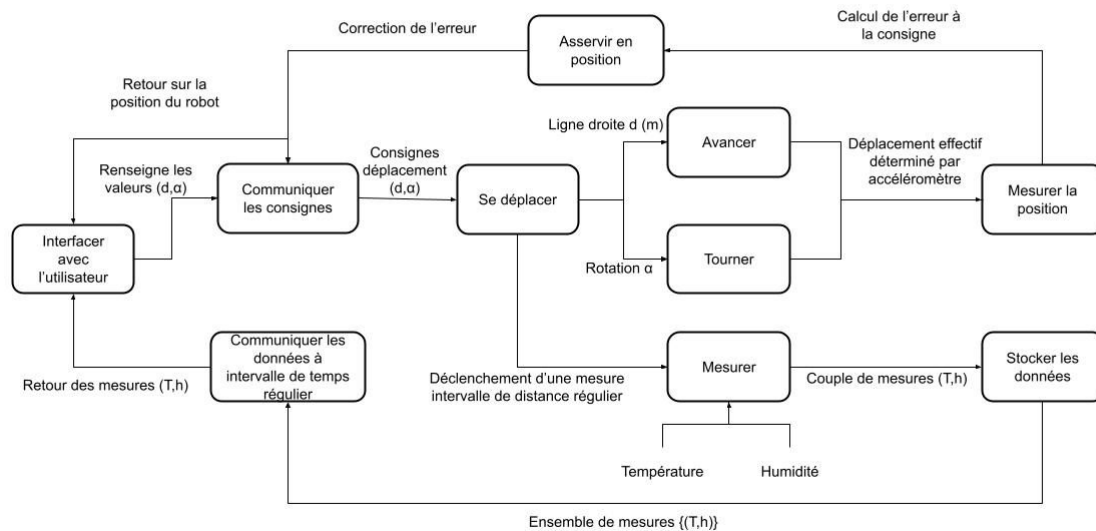 Calcul de l'erreur à
la consigne
Correction de l'erreur
Asservir en
position
Retour sur la
position du robot
Ligne droite d (m)
Avancer
Déplacement effectif
déterminé par
accéléromètre
Renseigne les
valeurs (d,α)
Consignes
déplacement
(d,α)
Communiquer
les consignes
Se déplacer
Mesurer la
position
Interfacer
avec
l'utilisateur
Tourner
Rotation α
Communiquer les
données à
intervalle de temps
régulier
Mesurer
Stocker les
données
Retour des mesures (T,h)
Déclenchement d'une mesure
intervalle de distance régulier
Couple de mesures (T,h)
Température
Humidité
Ensemble de mesures {(T,h)}